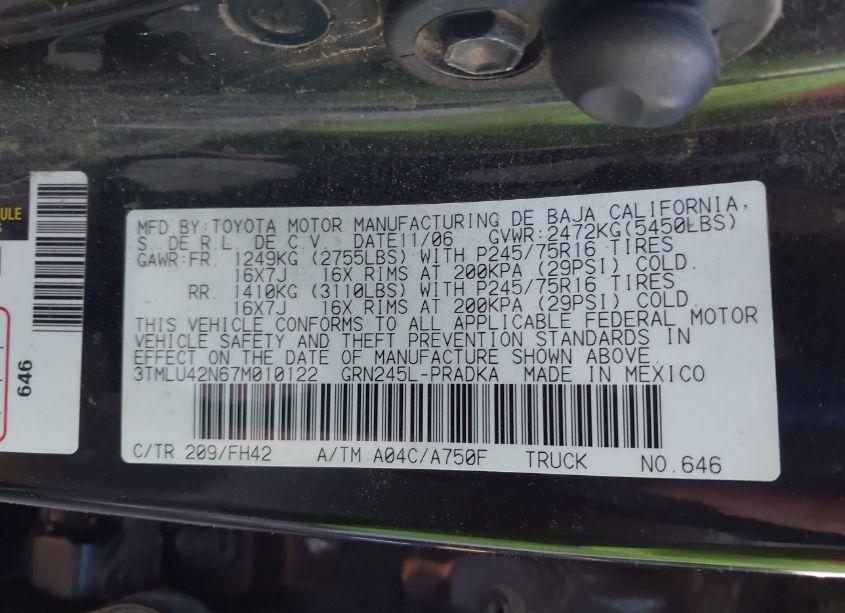 MFD.BY:TOYOTA MOTOR MANUFACTURING DE BAJA CALIFORNIA,
S. DE R.L. DE C.V. DATE11/06 GVWR:2472KG(5450LBS)
GAWR:FR. 1249KG (2755LBS) WITH P245/75R16 TIRES
16X7J 16X RIMS AT 200KPA (29PSI) COLD.
RR. 1410KG (3110LBS) WITH P245/75R16 TIRES
16X7J 16X RIMS AT 200KPA (29PSI) COLD.
THIS VEHICLE CONFORMS TO ALL APPLICABLE FEDERAL MOTOR
VEHICLE SAFETY AND THEFT PREVENTION STANDARDS IN
EFFECT ON THE DATE OF MANUFACTURE SHOWN ABOVE.
3TMLU42N67M010122 GRN245L-PRADKA MADE IN MEXICO
C/TR 209/FH42 A/TM A04C/A750F TRUCK NO.646
646